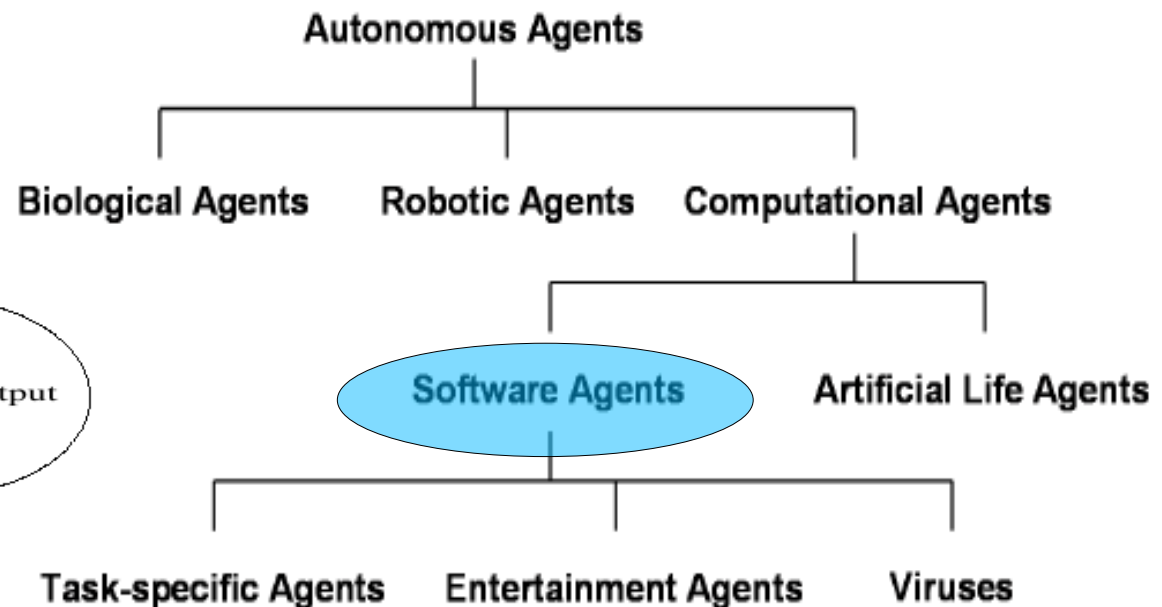 Autonomous Agents
Biological Agents Robotic Agents Computational Agents
Software Agents Artificial Life Agents
tput
Task-specific Agents Entertainment Agents Viruses